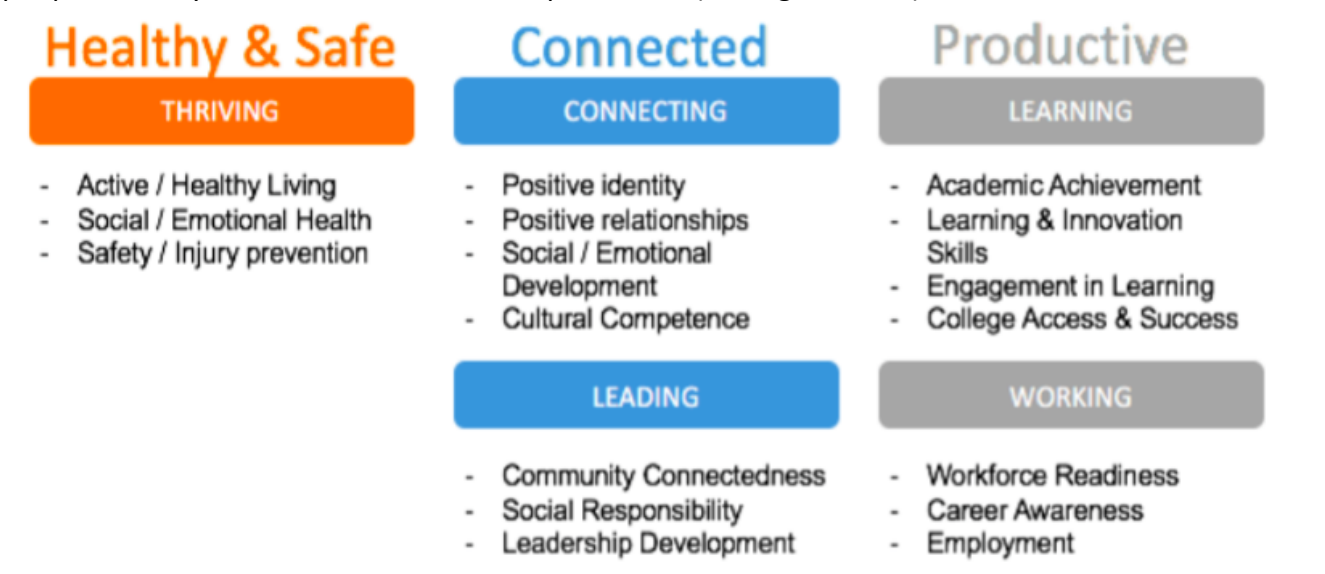 Healthy & Safe
THRIVING
- Active / Healthy Living
- Social / Emotional Health
- Safety / Injury prevention
Connected
CONNECTING
- Positive identity
- Positive relationships
- Social / Emotional
Development
- Cultural Competence
LEADING
- Community Connectedness
- Social Responsibility
- Leadership Development
Productive
LEARNING
- Academic Achievement
- Learning & Innovation
Skills
- Engagement in Learning
- College Access & Success
WORKING
- Workforce Readiness
- Career Awareness
- Employment